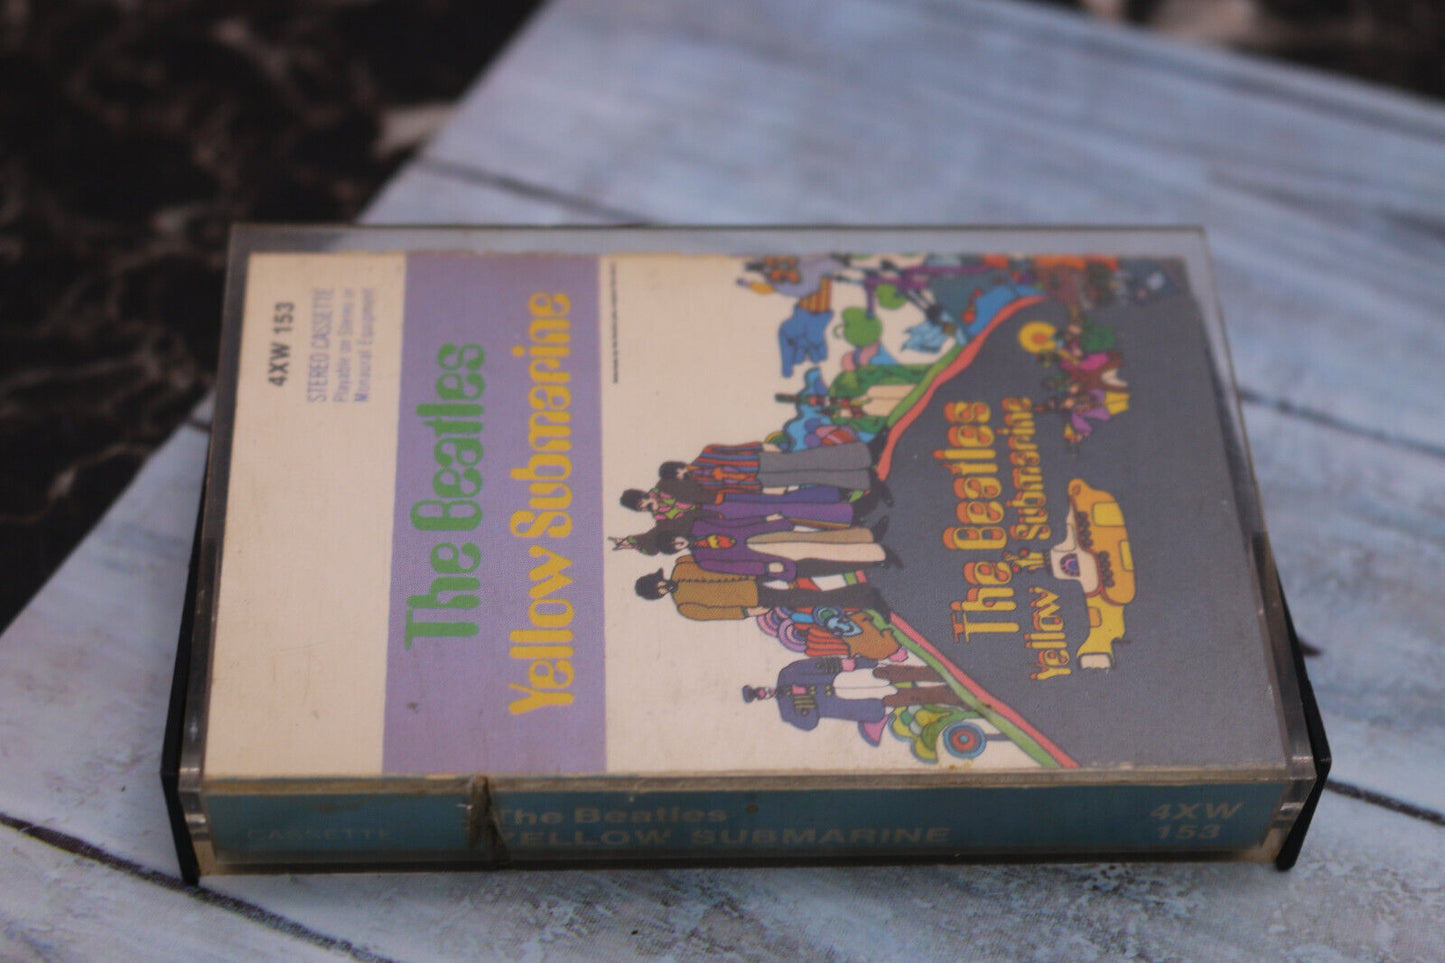 4XW 153
STEREO CASSETTE
Playable on Stereo or
Monaural Equipment
The Beatles
Yellow Submarine
The Beatles
Yellow Submarine
CASSETTE
The Beatles
YELLOW SUBMARINE
4XW
153